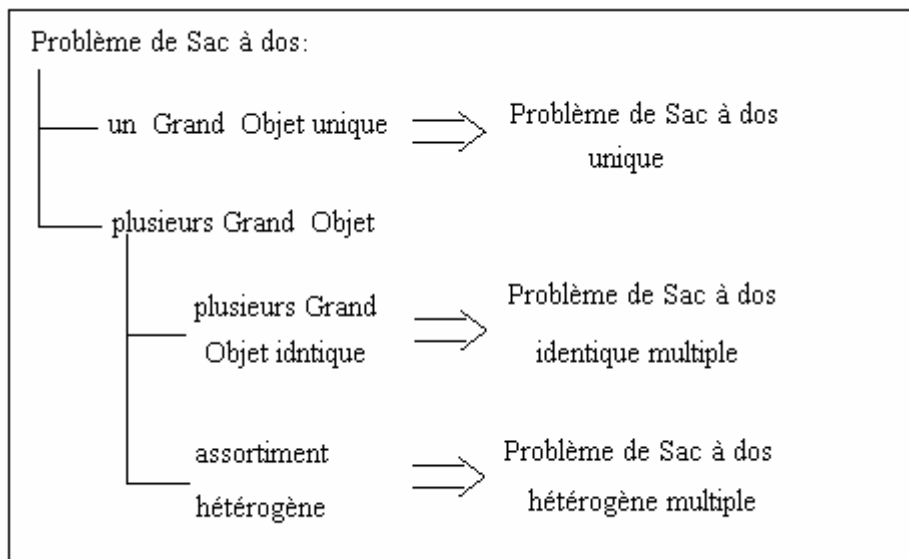 Problème de Sac à dos:
un Grand Objet unique
Problème de Sac à dos
unique
plusieurs Grand Objet
plusieurs Grand
Objet idntique
Problème de Sac à dos
identique multiple
assortiment
hétérogène
Problème de Sac à dos
hétérogène multiple